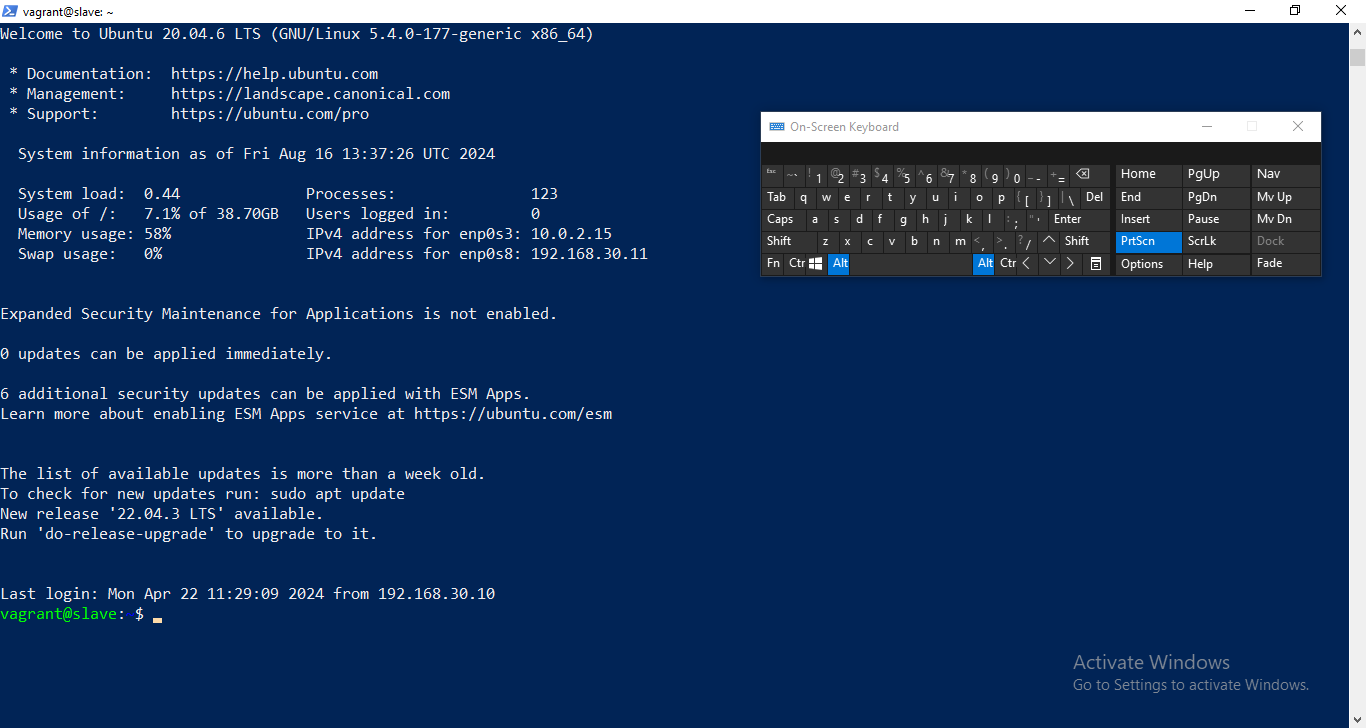 vagrant@slave: ~
Welcome to Ubuntu 20.04.6 LTS (GNU/Linux 5.4.0-177-generic x86_64)
* Documentation: https://help.ubuntu.com
* Management: https://landscape.canonical.com
* Support: https://ubuntu.com/pro
System information as of Fri Aug 16 13:37:26 UTC 2024
System load: 0.44 Processes: 123
Usage of /: 7.1% of 38.70GB Users logged in: 0
Memory usage: 58% IPv4 address for enp0s3: 10.0.2.15
Swap usage: 0% IPv4 address for enp0s8: 192.168.30.11
Expanded Security Maintenance for Applications is not enabled.
0 updates can be applied immediately.
6 additional security updates can be applied with ESM Apps.
Learn more about enabling ESM Apps service at https://ubuntu.com/esm
The list of available updates is more than a week old.
To check for new updates run: sudo apt update
New release '22.04.3 LTS' available.
Run 'do-release-upgrade' to upgrade to it.
Last login: Mon Apr 22 11:29:09 2024 from 192.168.30.10
vagrant@slave: $
On-Screen Keyboard
Esc ~ ` ! 1 @ 2 # 3 $ 4 % 5 ^ 6 & 7 * 8 ( 9 ) 0 _ - + = Home PgUp Nav
Tab q w e r t y u i o p { [ } ] | \ Del End PgDn Mv Up
Caps a s d f g h j k l : ; " ' Enter Insert Pause Mv Dn
Shift z x c v b n m < , > . ? / Shift PrtScn ScrLk Dock
Fn Ctr Alt Alt Ctr Options Help Fade
Activate Windows
Go to Settings to activate Windows.